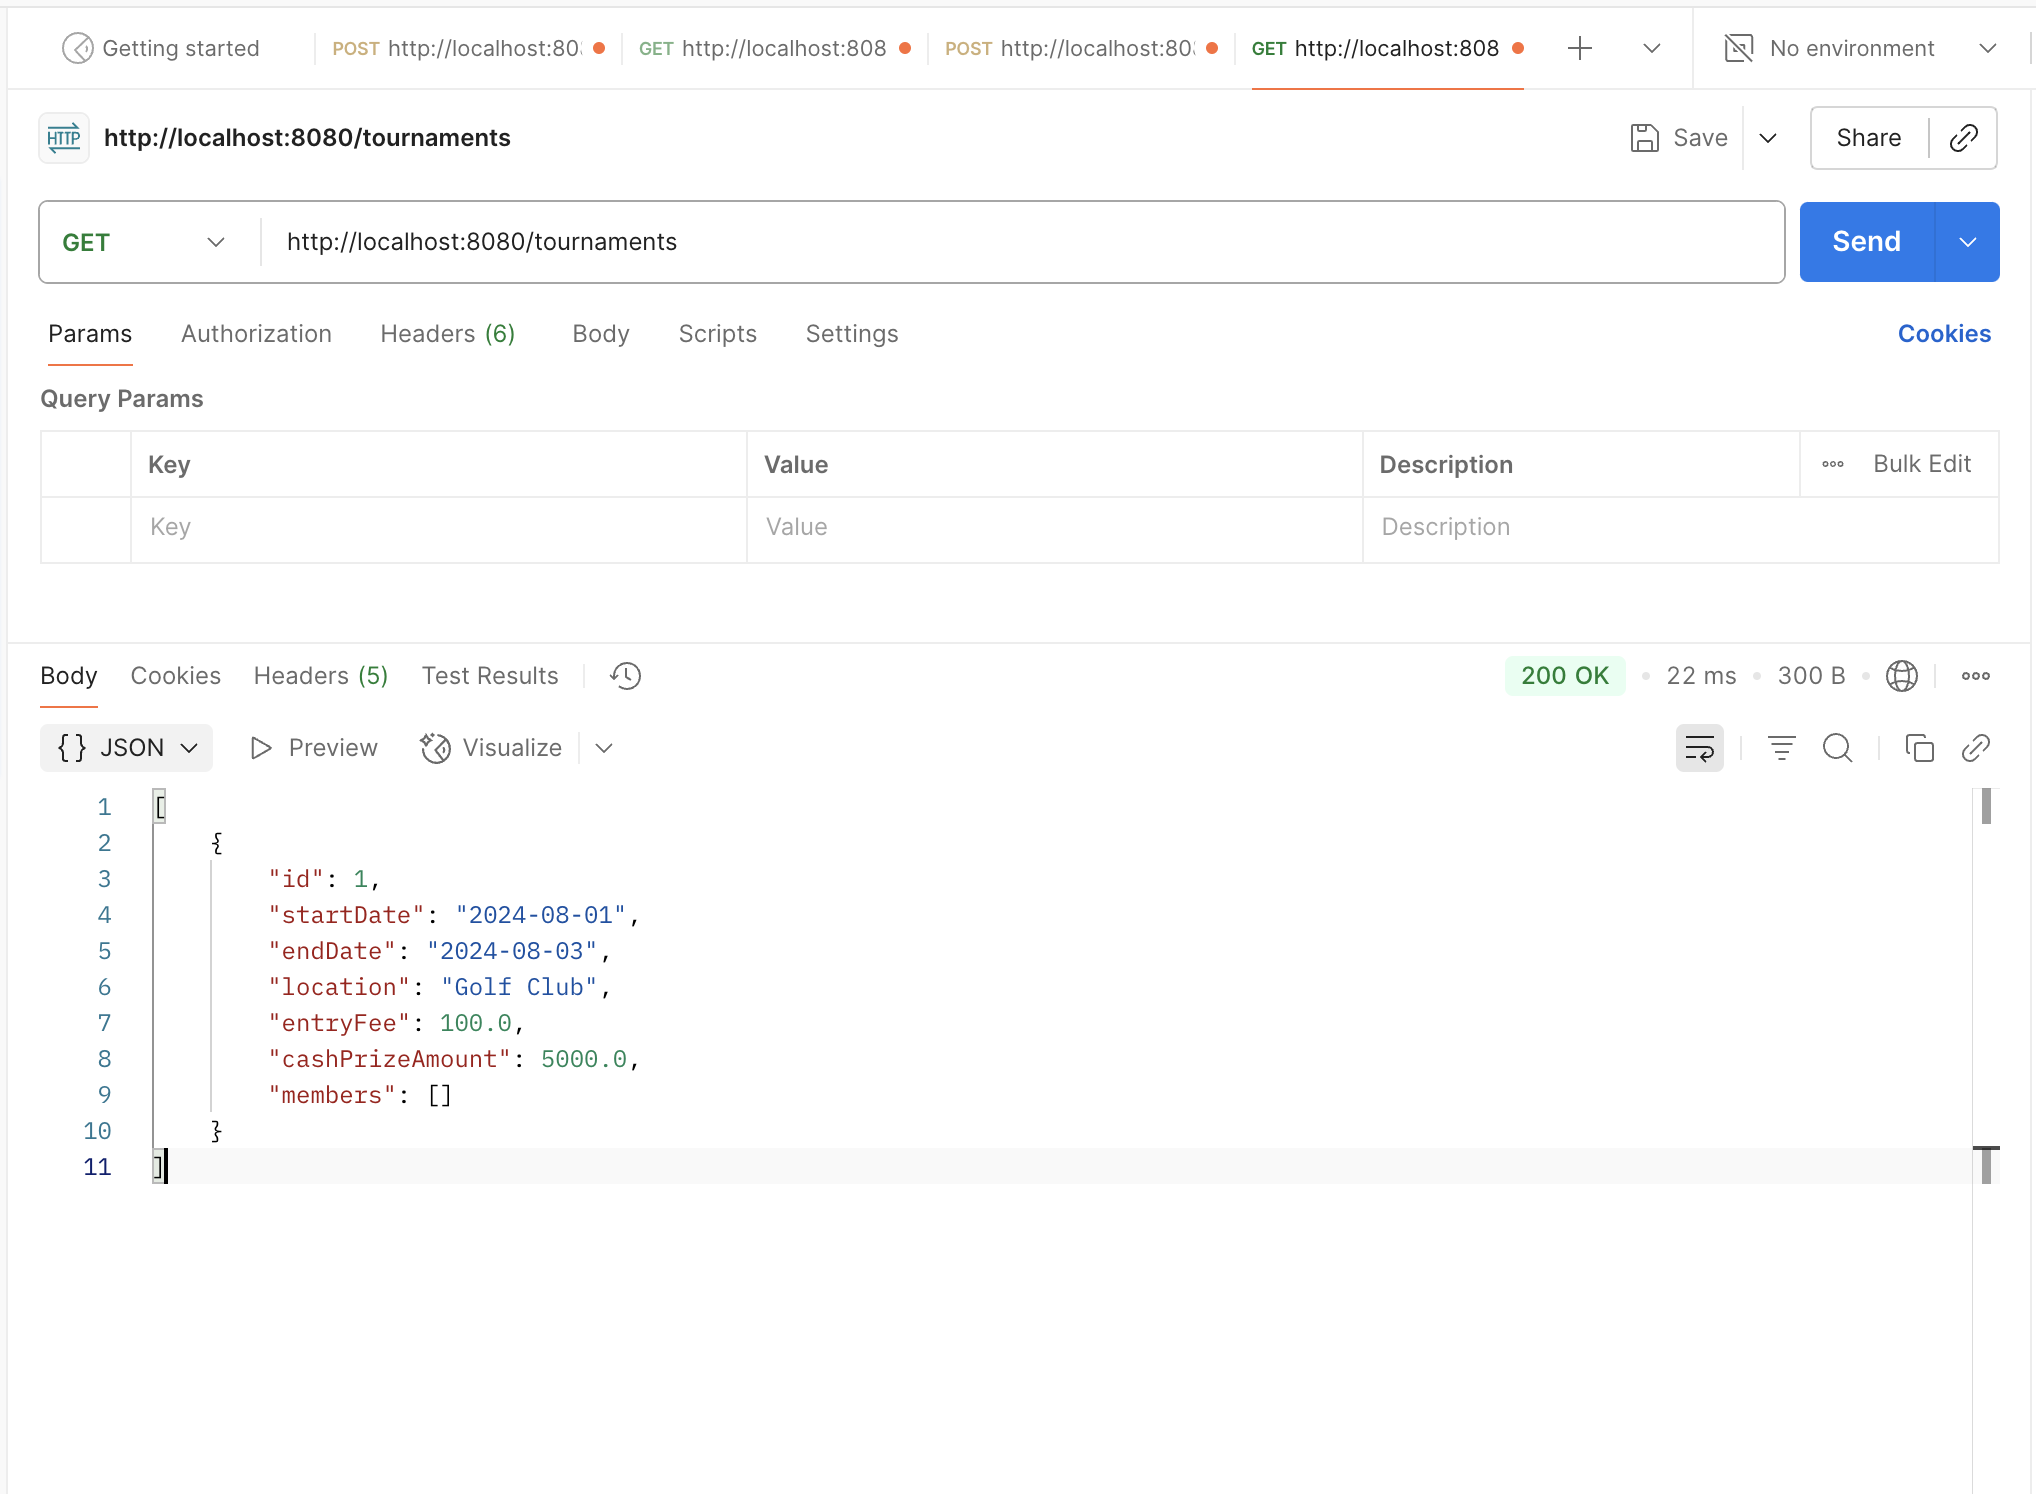 Getting started POST http://localhost:80 GET http://localhost:808 POST http://localhost:80 GET http://localhost:808 No environment
HTTP http://localhost:8080/tournaments Save Share
GET http://localhost:8080/tournaments Send
Params Authorization Headers (6) Body Scripts Settings Cookies
Query Params
Key Value Description Bulk Edit
Key Value Description
Body Cookies Headers (5) Test Results 200 OK 22 ms 300 B
{} JSON Preview Visualize
1 [
2 {
3 "id": 1,
4 "startDate": "2024-08-01",
5 "endDate": "2024-08-03",
6 "location": "Golf Club",
7 "entryFee": 100.0,
8 "cashPrizeAmount": 5000.0,
9 "members": []
10 }
11 ]